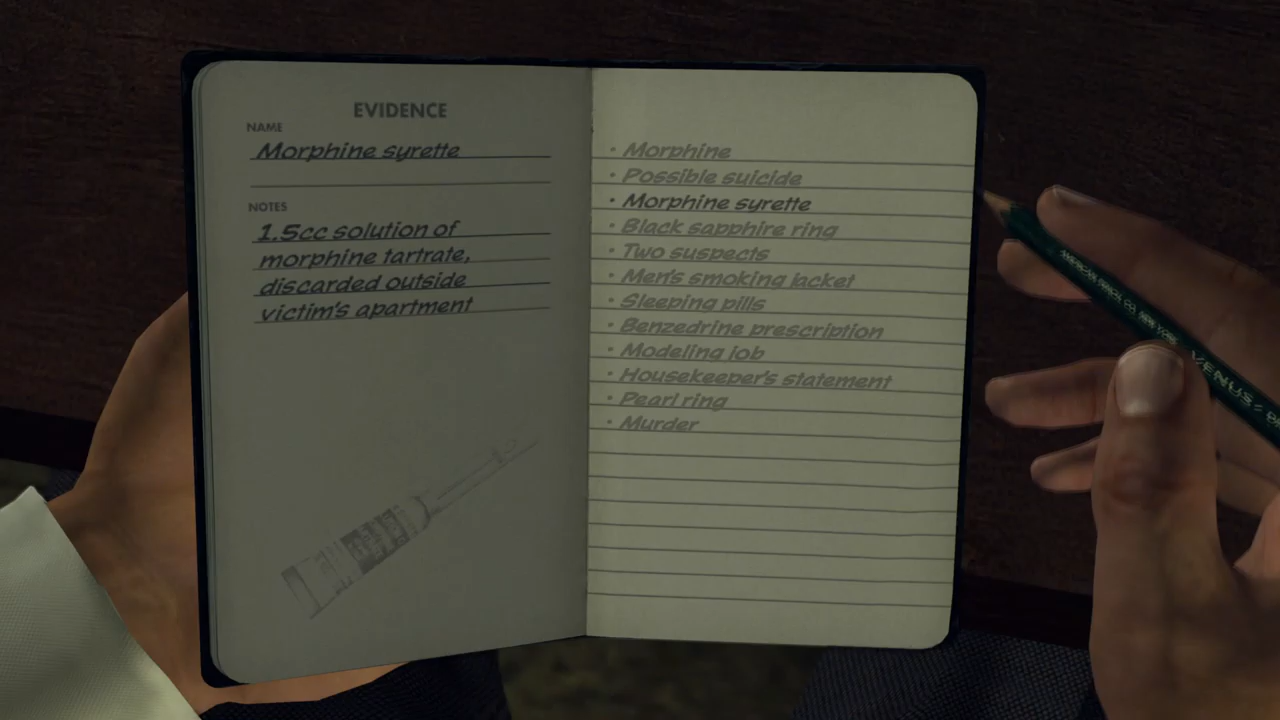 EVIDENCE
NAME
Morphine syrette
NOTES
1.5cc solution of
morphine tartrate,
discarded outside
victim's apartment
• Morphine
• Possible suicide
• Morphine syrette
• Black sapphire ring
• Two suspects
• Men's smoking jacket
• Sleeping pills
• Benzedrine prescription
• Modeling job
• Housekeeper's statement
• Pearl ring
• Murder
VENUS